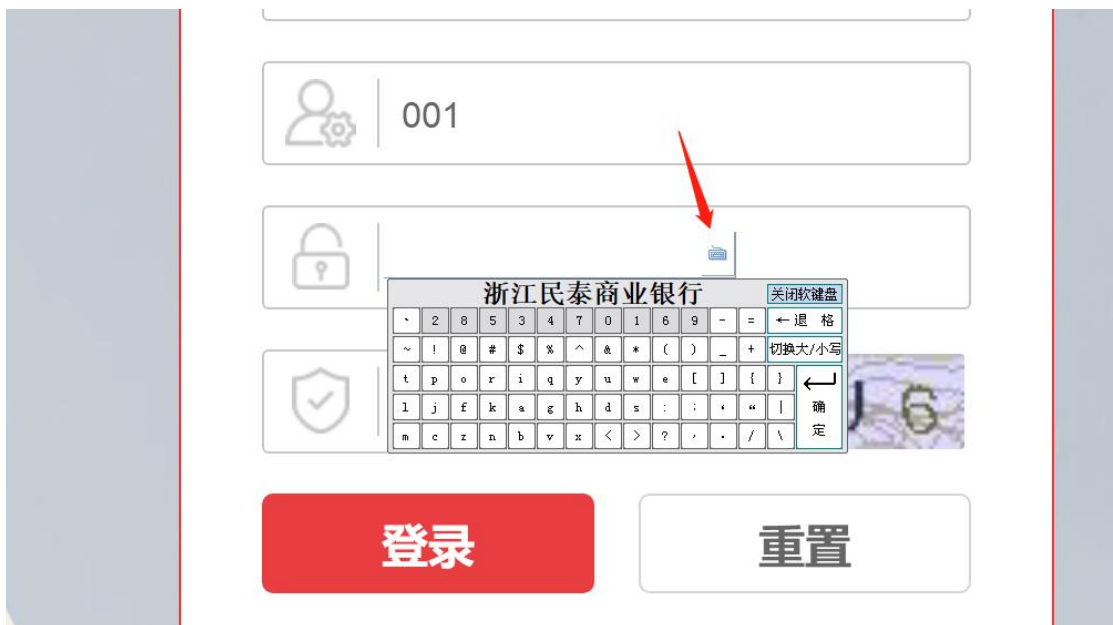 001
浙江民泰商业银行 关闭软键盘
` 2 8 5 3 4 7 0 1 6 9 - = ←退 格
~ ! @ # $ % ^ & * ( ) _ + 切换大/小写
t p o r i q y u w e [ ] { }
l j f k a g h d s : ; ‘ “ | 确
m c z n b v x < > ? , . / \ 定
6
登录 重置